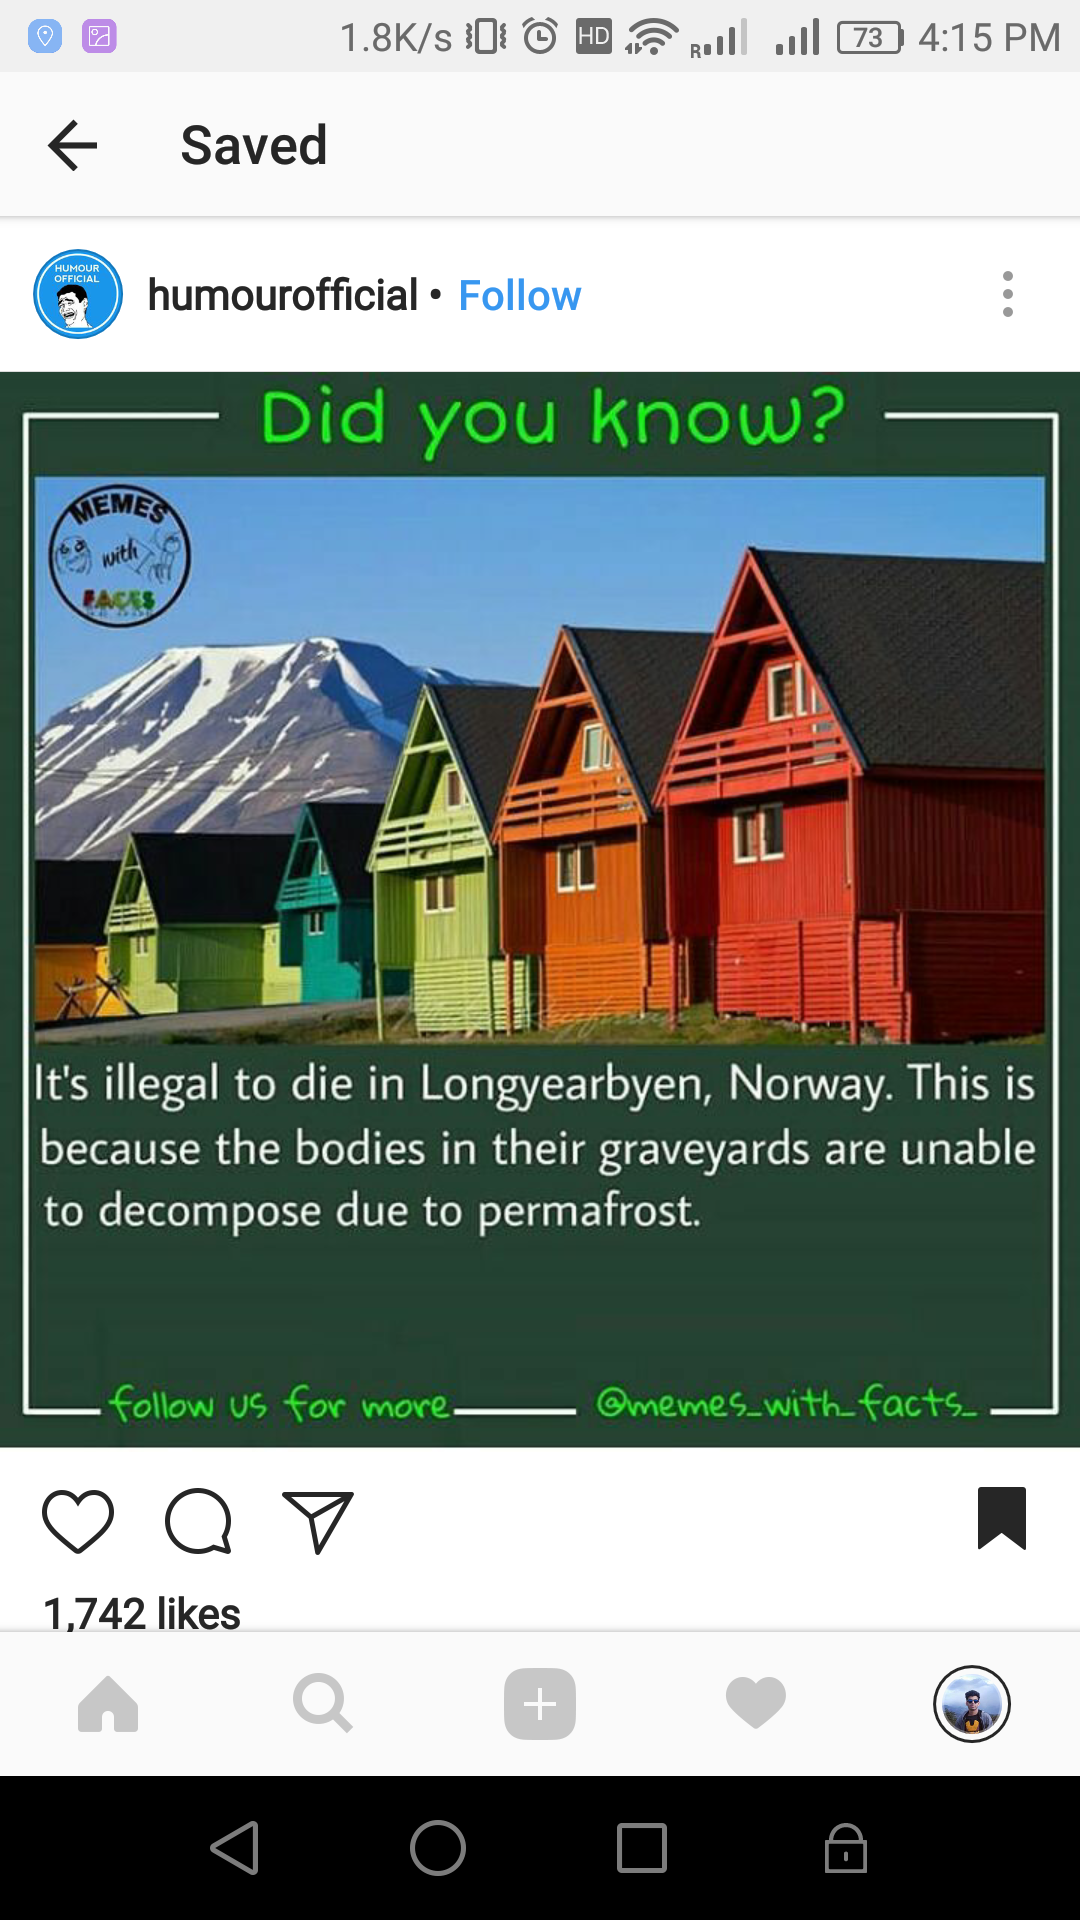 1.8K/s HD R 73 4:15 PM
Saved
HUMOUR
OFFICIAL
humourofficial • Follow
Did you know?
MEMES
with
FACES
It's illegal to die in Longyearbyen, Norway. This is
because the bodies in their graveyards are unable
to decompose due to permafrost.
follow us for more @memes_with_facts_
1,742 likes